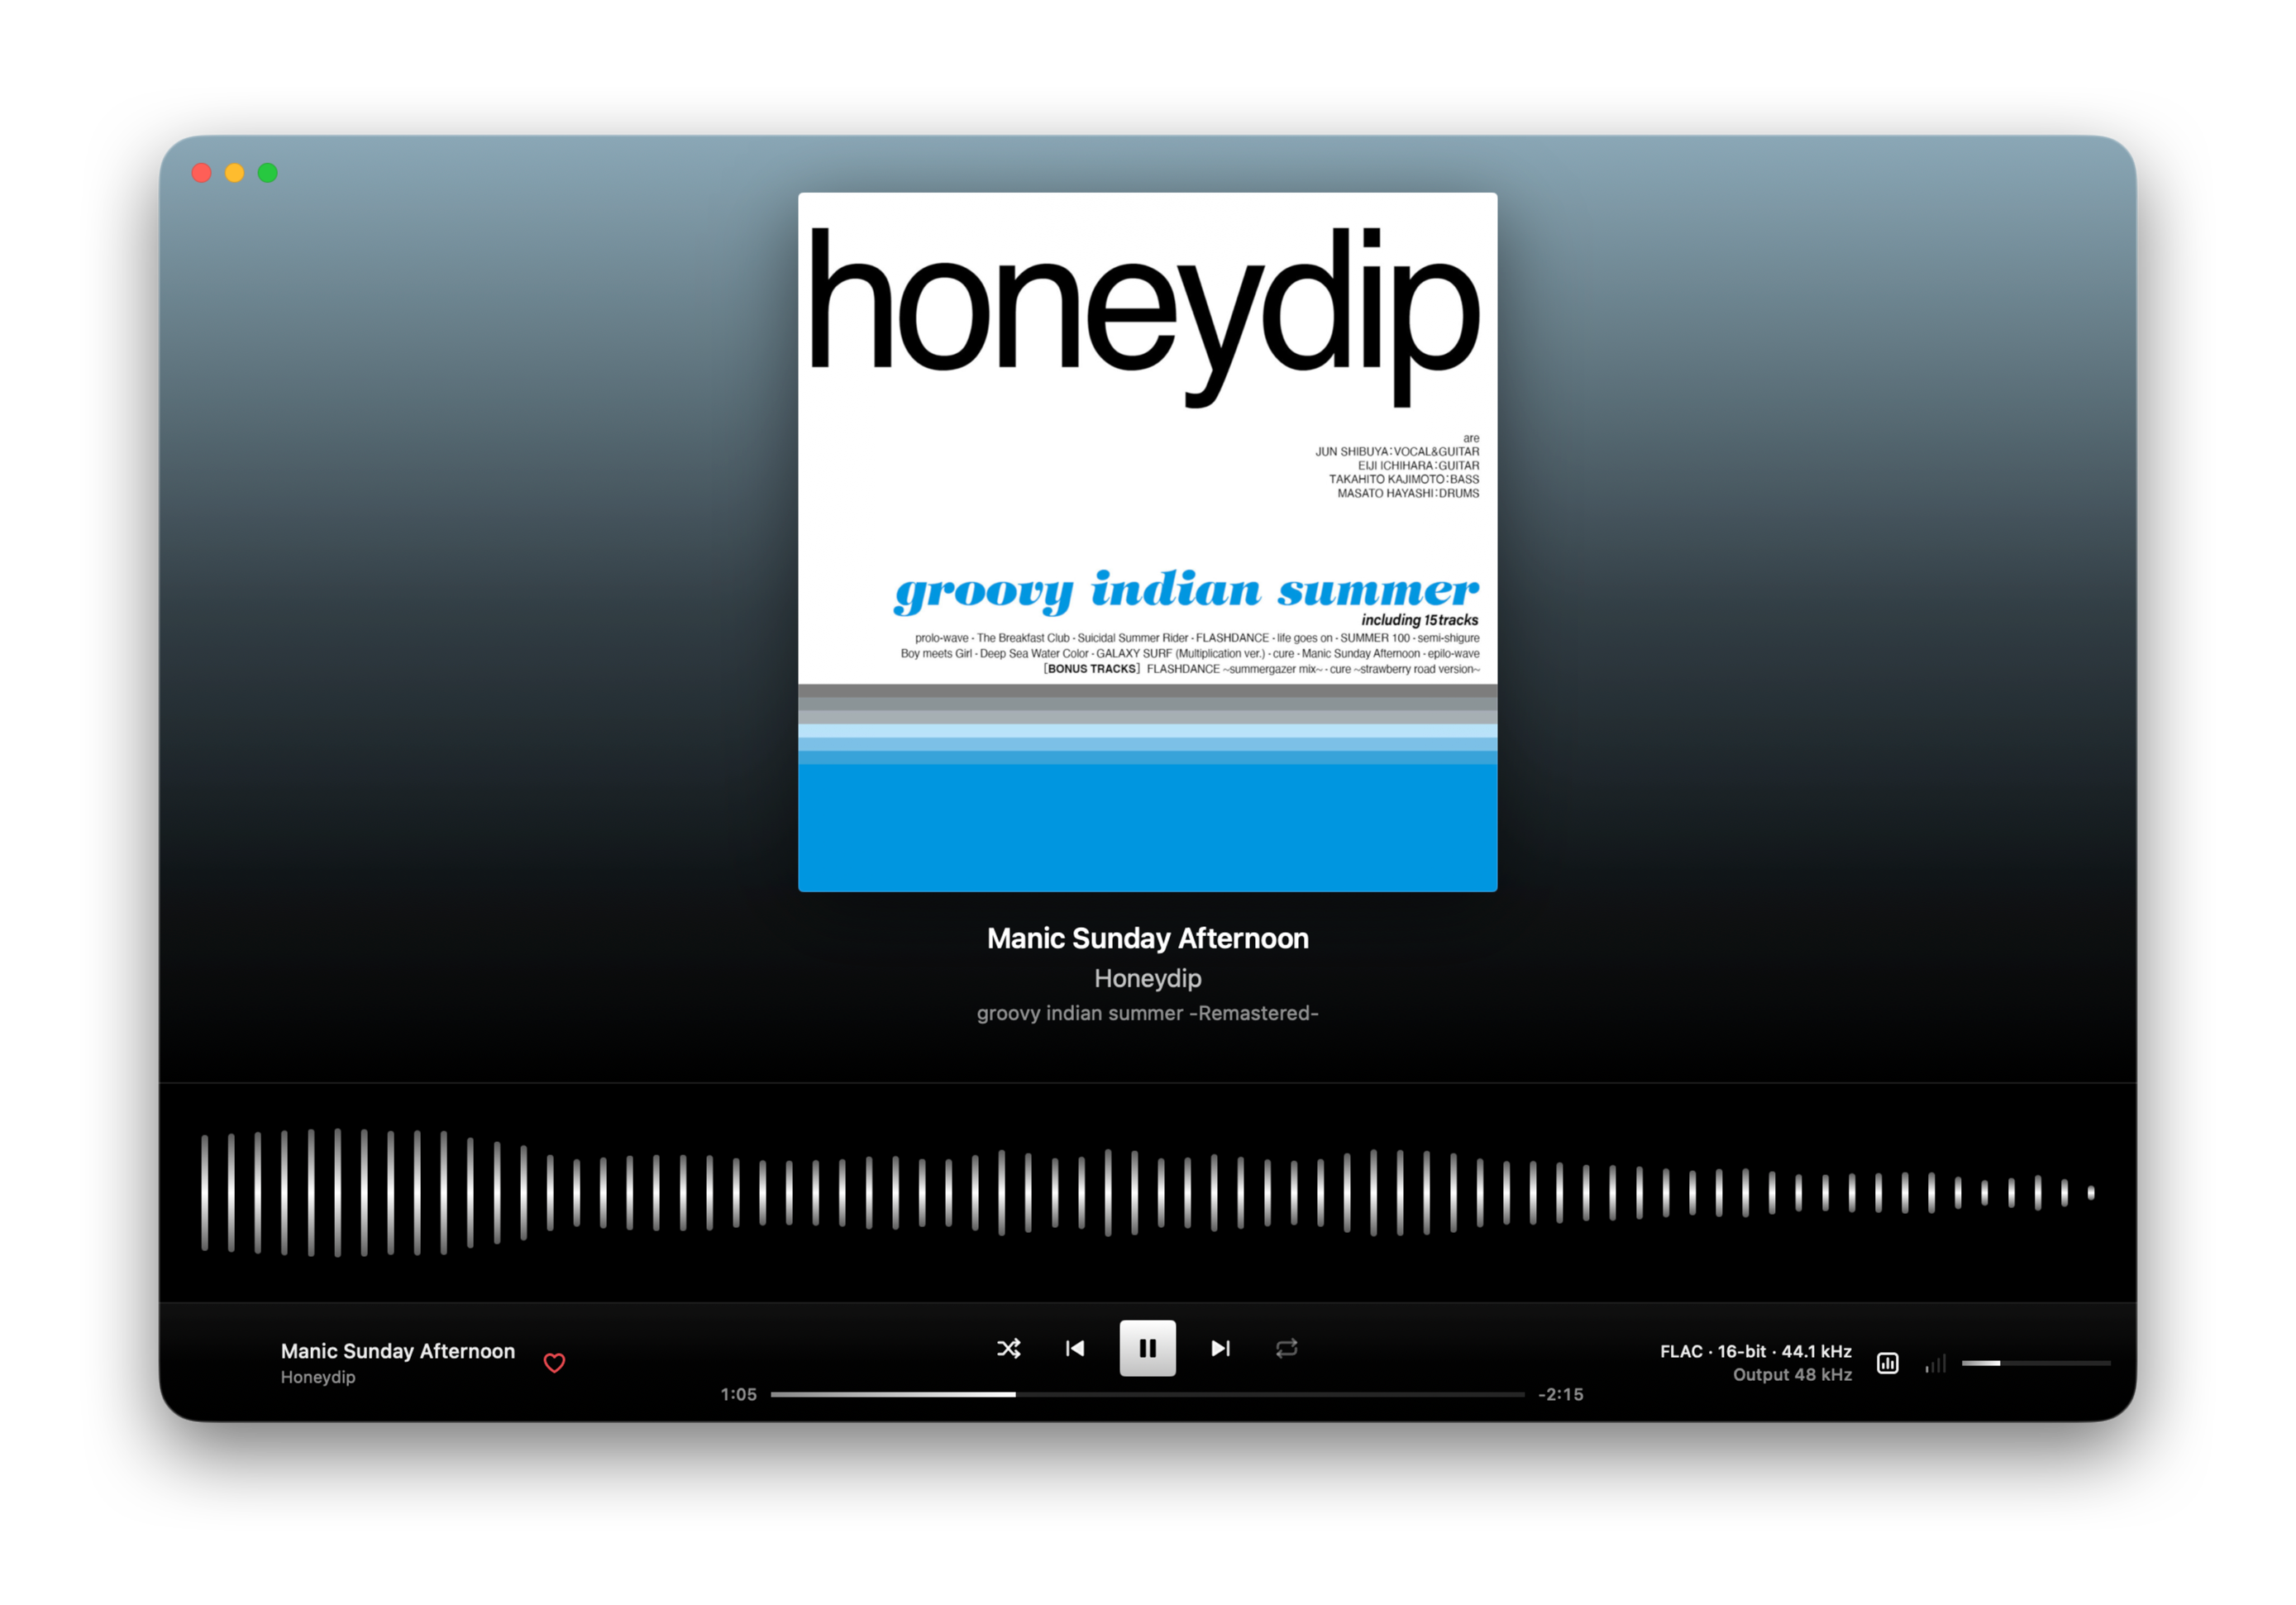 honeydip
are
JUN SHIBUYA:VOCAL&GUITAR
EIJI ICHIHARA:GUITAR
TAKAHITO KAJIMOTO:BASS
MASATO HAYASHI:DRUMS
groovy indian summer
including 15tracks
prolo-wave - The Breakfast Club - Suicidal Summer Rider - FLASHDANCE - life goes on - SUMMER 100 - semi-shigure
Boy meets Girl - Deep Sea Water Color - GALAXY SURF (Multiplication ver.) - cure - Manic Sunday Afternoon - epilo-wave
[BONUS TRACKS] FLASHDANCE ~summergazer mix~ - cure ~strawberry road version~
Manic Sunday Afternoon
Honeydip
groovy indian summer -Remastered-
Manic Sunday Afternoon
Honeydip
1:05
-2:15
FLAC · 16-bit · 44.1 kHz
Output 48 kHz